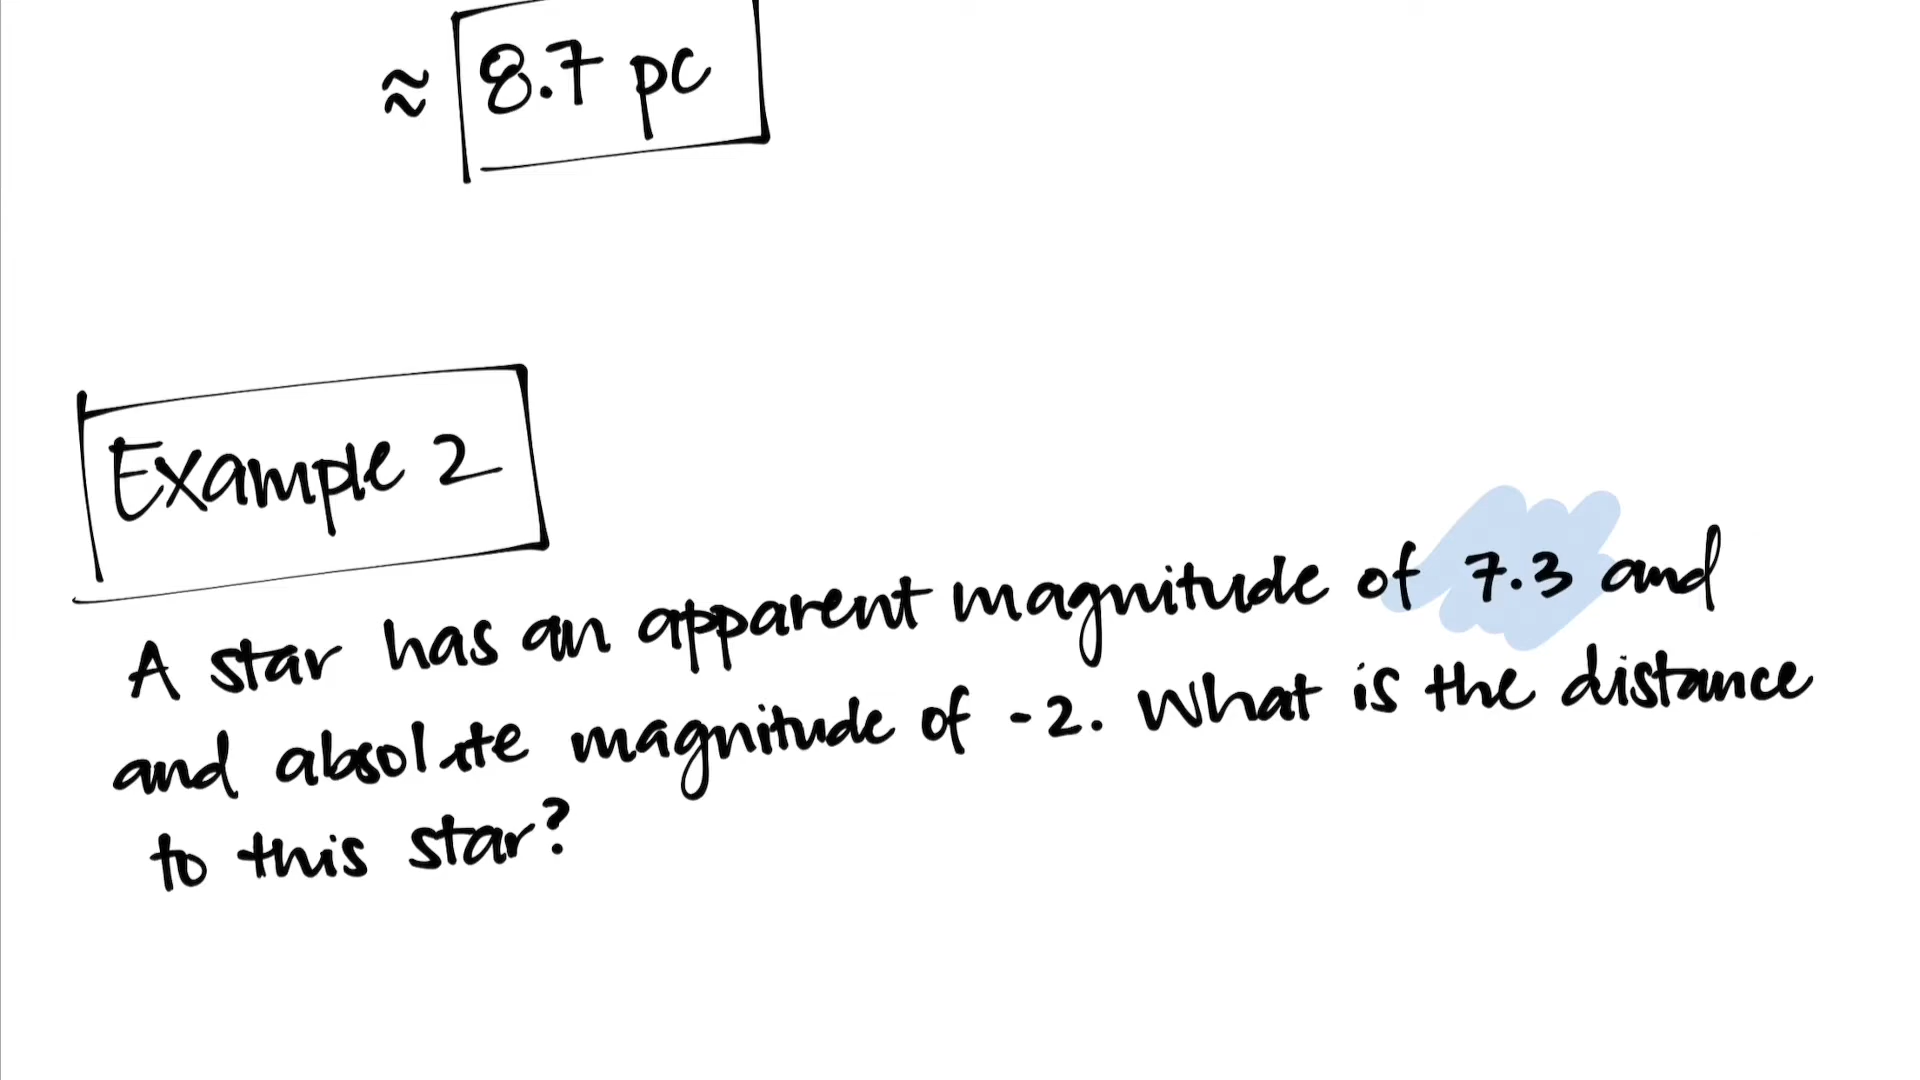 ≈ 8.7 pc
Example 2
A star has an apparent magnitude of 7.3 and
and absolute magnitude of -2. What is the distance
to this star?